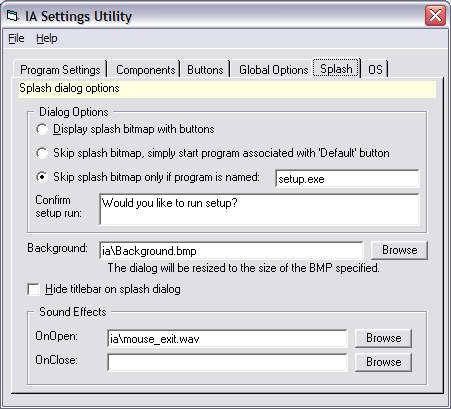 IA Settings Utility
File Help
Program Settings Components Buttons Global Options Splash OS
Splash dialog options
Dialog Options
Display splash bitmap with buttons
Skip splash bitmap, simply start program associated with 'Default' button
Skip splash bitmap only if program is named: setup.exe
Confirm setup run: Would you like to run setup?
Background: ia\Background.bmp Browse
The dialog will be resized to the size of the BMP specified.
Hide titlebar on splash dialog
Sound Effects
OnOpen: ia\mouse_exit.wav Browse
OnClose: Browse